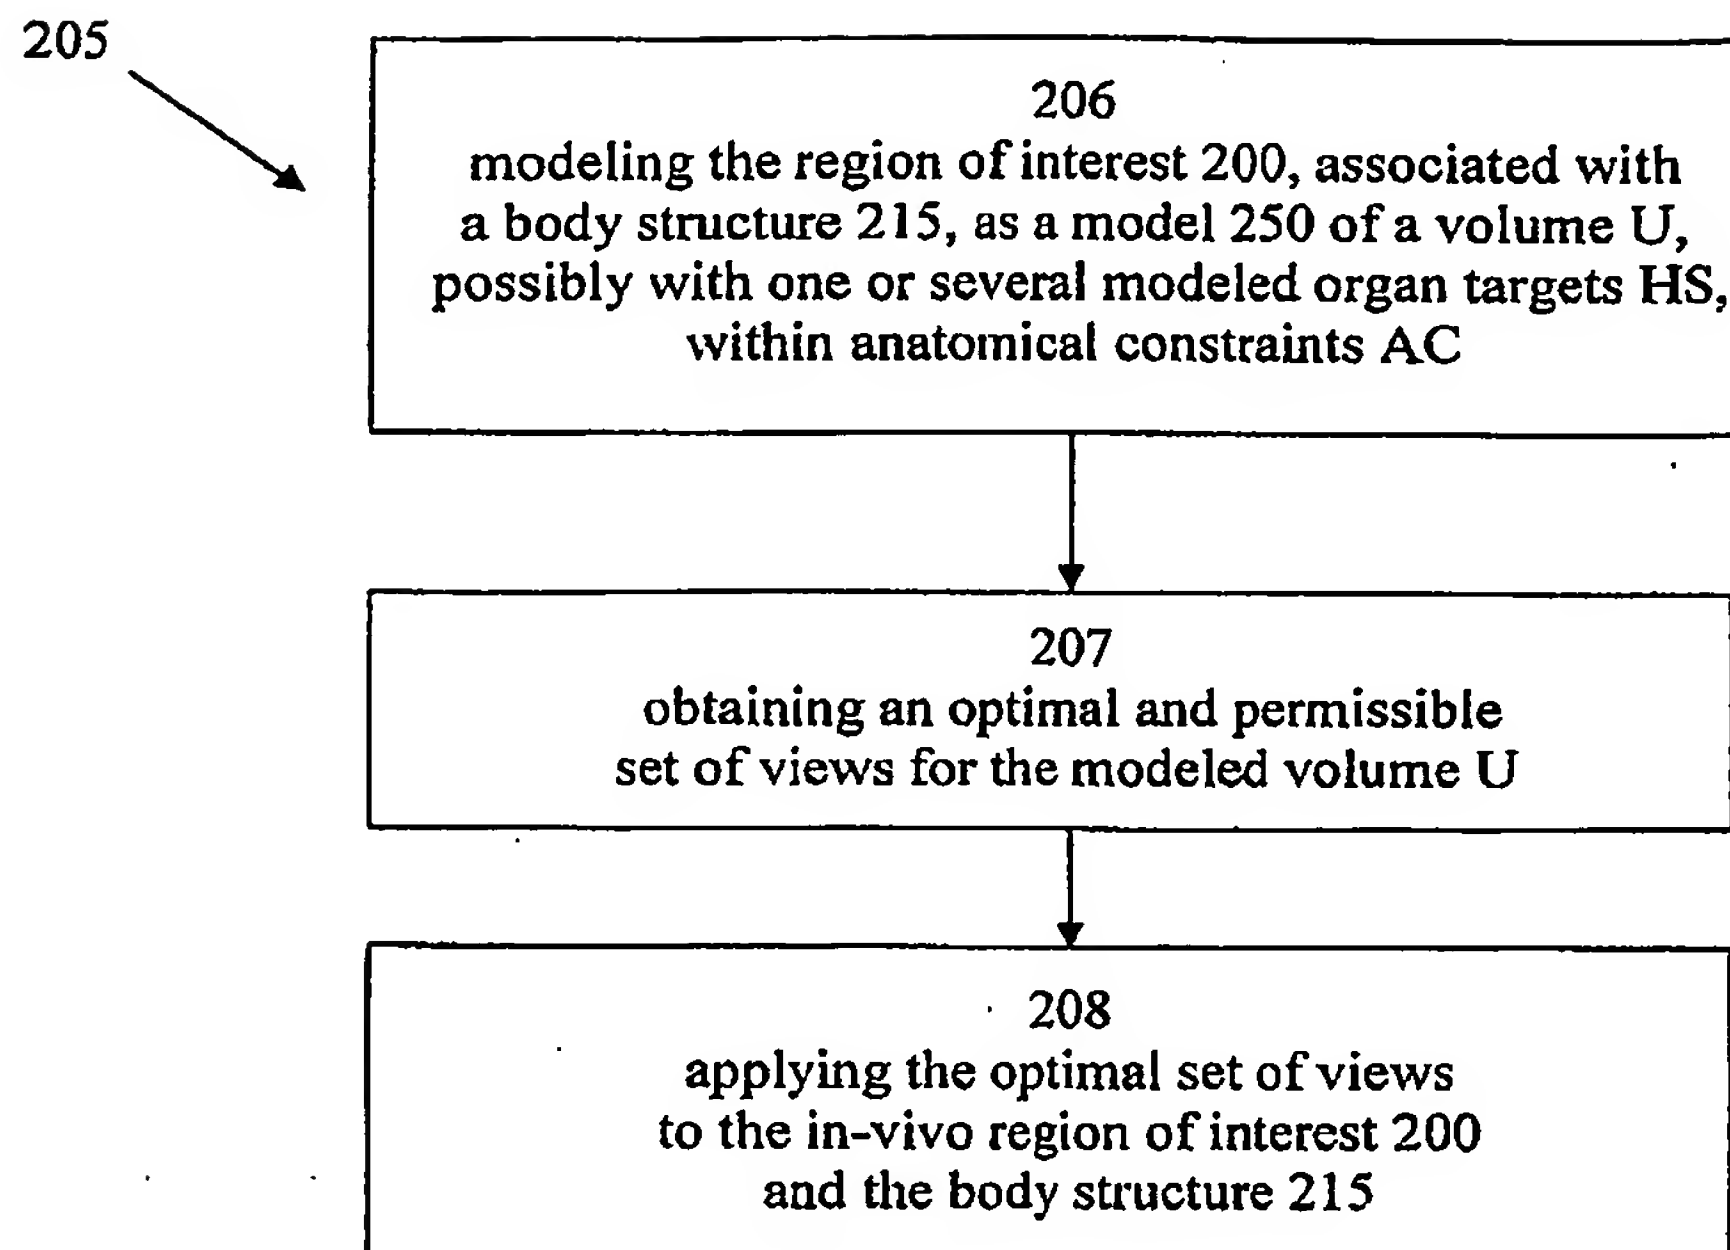 205
206
modeling the region of interest 200, associated with
a body structure 215, as a model 250 of a volume U,
possibly with one or several modeled organ targets HS,
within anatomical constraints AC
207
obtaining an optimal and permissible
set of views for the modeled volume U
208
applying the optimal set of views
to the in-vivo region of interest 200
and the body structure 215